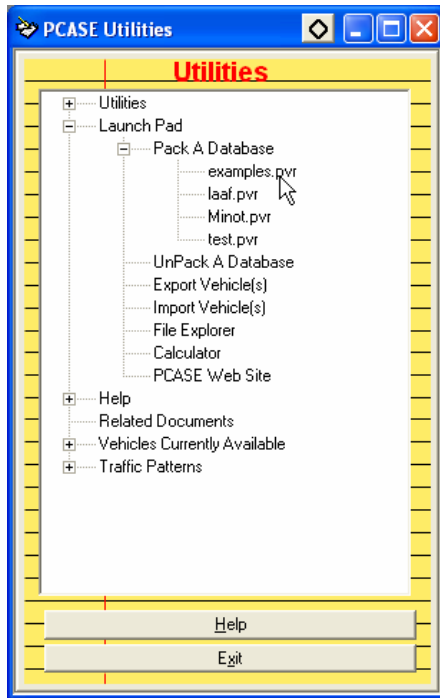 PCASE Utilities
Utilities
Utilities
Launch Pad
Pack A Database
examples.pvr
laaf.pvr
Minot.pvr
test.pvr
UnPack A Database
Export Vehicle(s)
Import Vehicle(s)
File Explorer
Calculator
PCASE Web Site
Help
Related Documents
Vehicles Currently Available
Traffic Patterns
Help
Exit